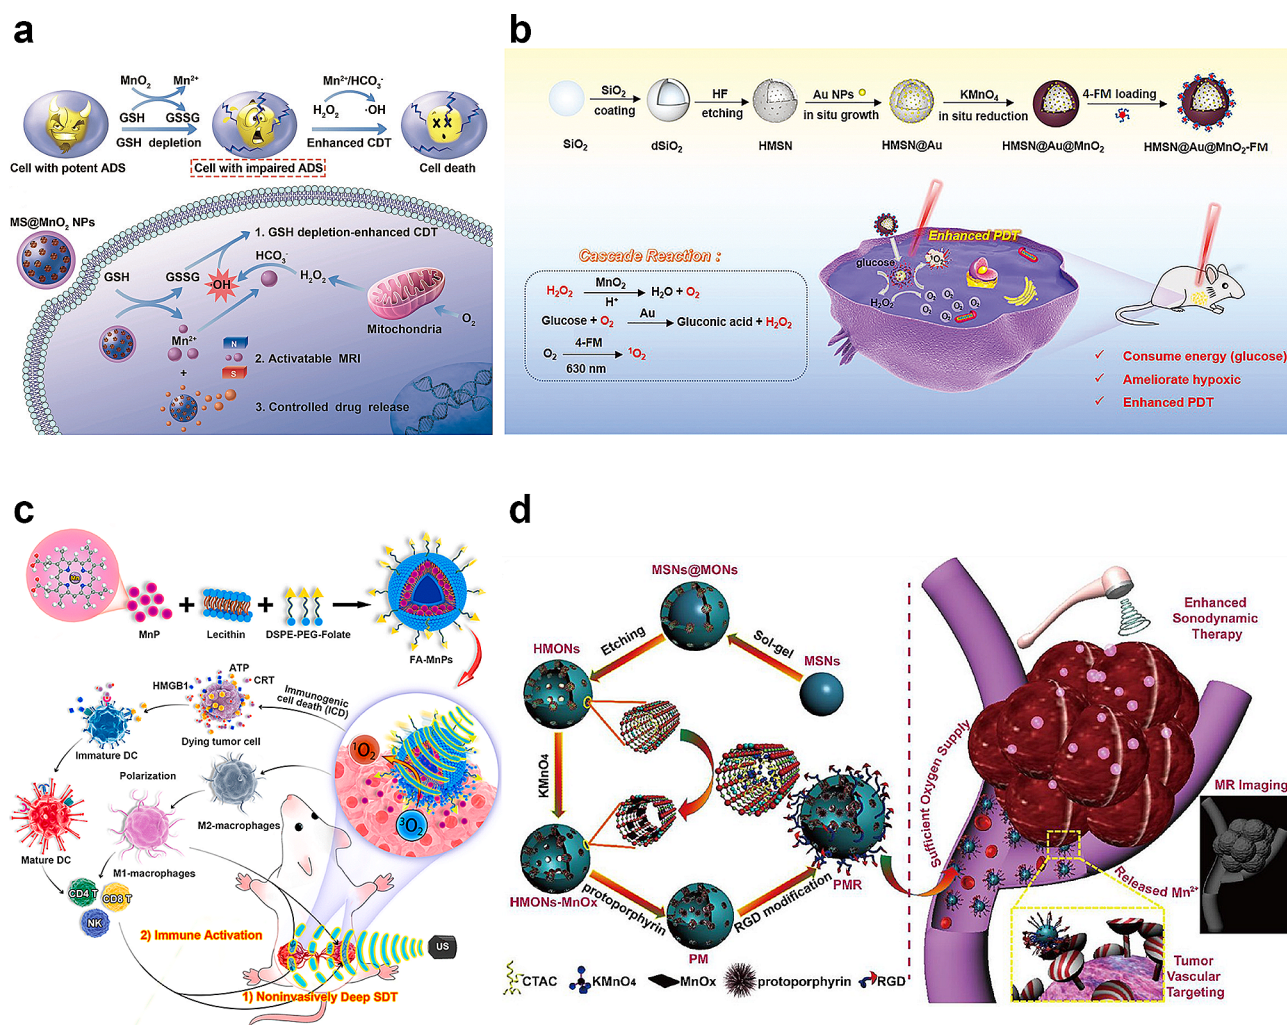 a
MnO₂
Mn²⁺
GSH
GSSG
GSH depletion
Mn²⁺/HCO₃⁻
H₂O₂
·OH
Enhanced CDT
Cell with potent ADS
Cell with impaired ADS
Cell death
MS@MnO₂ NPs
1. GSH depletion-enhanced CDT
GSH
GSSG
·OH
HCO₃⁻
H₂O₂
Mitochondria
O₂
Mn²⁺
+
N
S
2. Activatable MRI
3. Controlled drug release
b
SiO₂
coating
HF
etching
Au NPs
in situ growth
KMnO₄
in situ reduction
4-FM loading
SiO₂
dSiO₂
HMSN
HMSN@Au
HMSN@Au@MnO₂
HMSN@Au@MnO₂-FM
Cascade Reaction :
H₂O₂
MnO₂
H⁺
H₂O + O₂
Glucose + O₂
Au
Gluconic acid + H₂O₂
O₂
4-FM
630 nm
¹O₂
Enhanced PDT
glucose
¹O₂
H₂O₂
O₂
O₂
O₂
O₂
O₂
O₂
✓ Consume energy (glucose)
✓ Ameliorate hypoxic
✓ Enhanced PDT
c
Mn
MnP
+
Lecithin
+
DSPE-PEG-Folate
FA-MnPs
ATP
HMGB1
CRT
Immunogenic
cell death (ICD)
Dying tumor cell
Immature DC
Polarization
M2-macrophages
Mature DC
M1-macrophages
CD4 T
CD8 T
NK
¹O₂
³O₂
2) Immune Activation
US
1) Noninvasively Deep SDT
d
MSNs@MONs
Etching
Sol-gel
HMONs
MSNs
KMnO4
HMONs-MnOx
protoporphyrin
PM
RGD modification
PMR
CTAC
KMnO₄
MnOx
protoporphyrin
RGD
Enhanced
Sonodynamic
Therapy
Sufficient Oxygen Supply
MR Imaging
Released Mn²⁺
Tumor
Vascular
Targeting